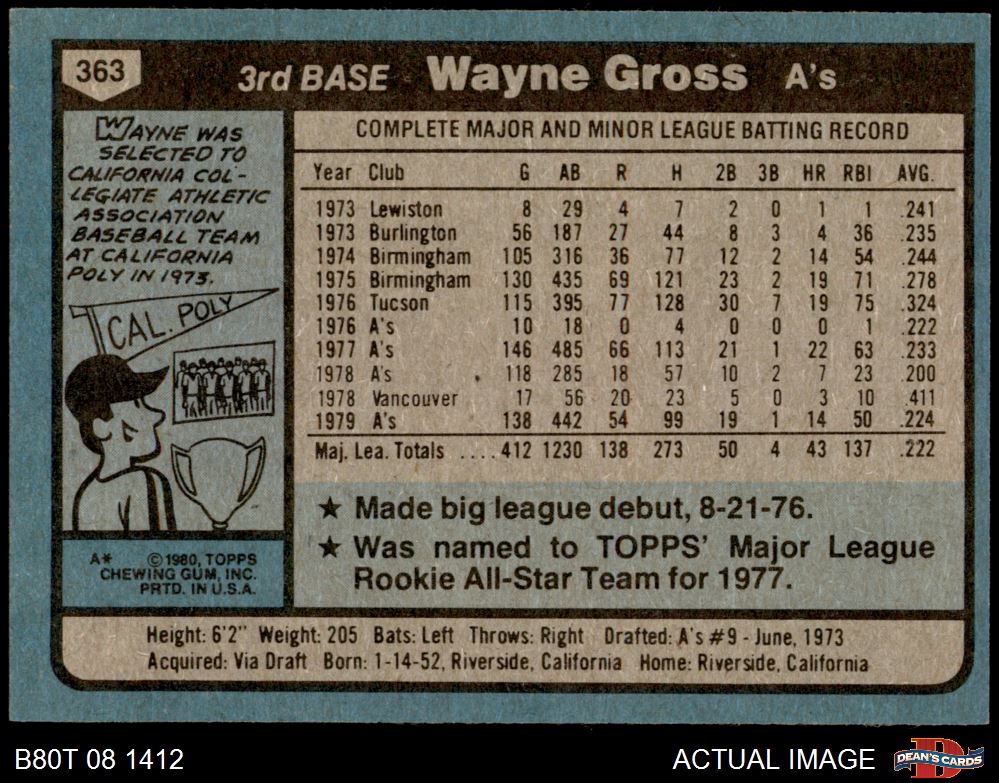 363
3rd BASE Wayne Gross A's
WAYNE WAS
SELECTED TO
CALIFORNIA COL-
LEGIATE ATHLETIC
ASSOCIATION
BASEBALL TEAM
AT CALIFORNIA
POLY IN 1973.
CAL. POLY
A* ©1980, TOPPS
CHEWING GUM, INC.
PRTD. IN U.S.A.
COMPLETE MAJOR AND MINOR LEAGUE BATTING RECORD
Year Club G AB R H 2B 3B HR RBI AVG.
1973 Lewiston 8 29 4 7 2 0 1 1 .241
1973 Burlington 56 187 27 44 8 3 4 36 .235
1974 Birmingham 105 316 36 77 12 2 14 54 .244
1975 Birmingham 130 435 69 121 23 2 19 71 .278
1976 Tucson 115 395 77 128 30 7 19 75 .324
1976 A's 10 18 0 4 0 0 0 1 .222
1977 A's 146 485 66 113 21 1 22 63 .233
1978 A's 118 285 18 57 10 2 7 23 .200
1978 Vancouver 17 56 20 23 5 0 3 10 .411
1979 A's 138 442 54 99 19 1 14 50 .224
Maj. Lea. Totals ....412 1230 138 273 50 4 43 137 .222
★ Made big league debut, 8-21-76.
★ Was named to TOPPS' Major League
Rookie All-Star Team for 1977.
Height: 6'2" Weight: 205 Bats: Left Throws: Right Drafted: A's #9 - June, 1973
Acquired: Via Draft Born: 1-14-52, Riverside, California Home: Riverside, California
B80T 08 1412 ACTUAL IMAGE
D
DEAN'S CARDS